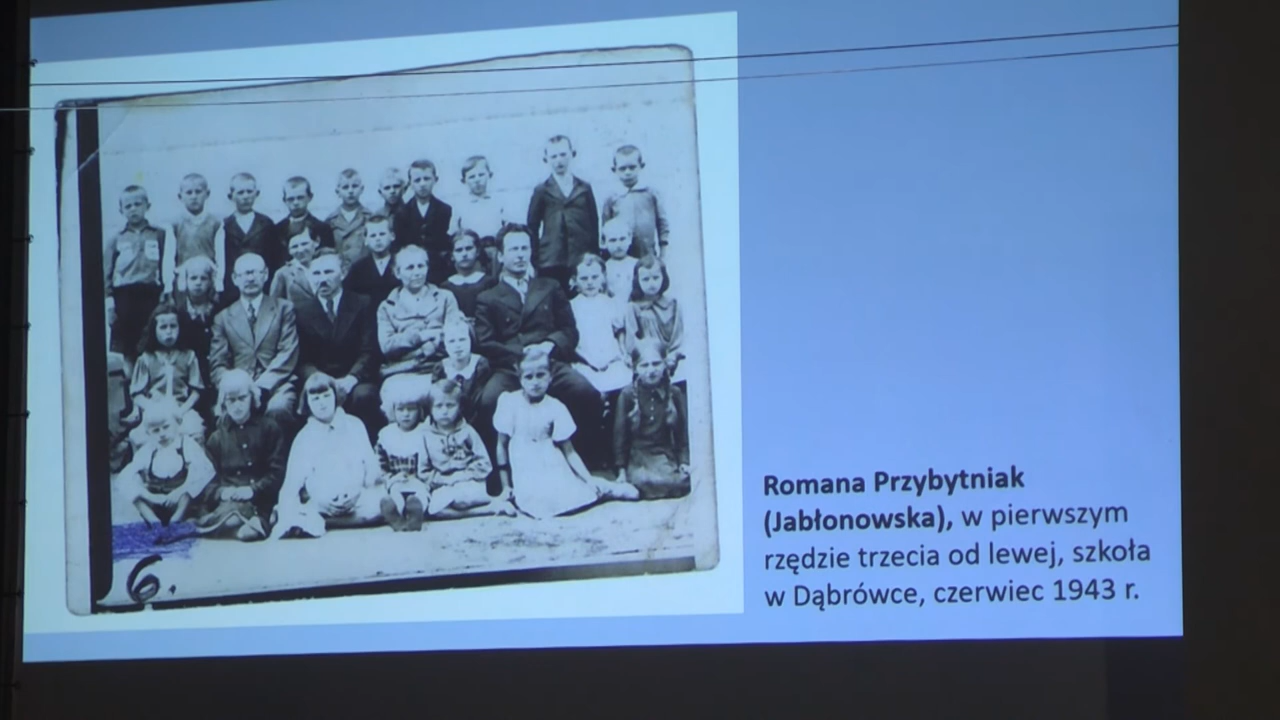 6.
Romana Przybytniak
(Jabłonowska), w pierwszym
rzędzie trzecia od lewej, szkoła
w Dąbrówce, czerwiec 1943 r.